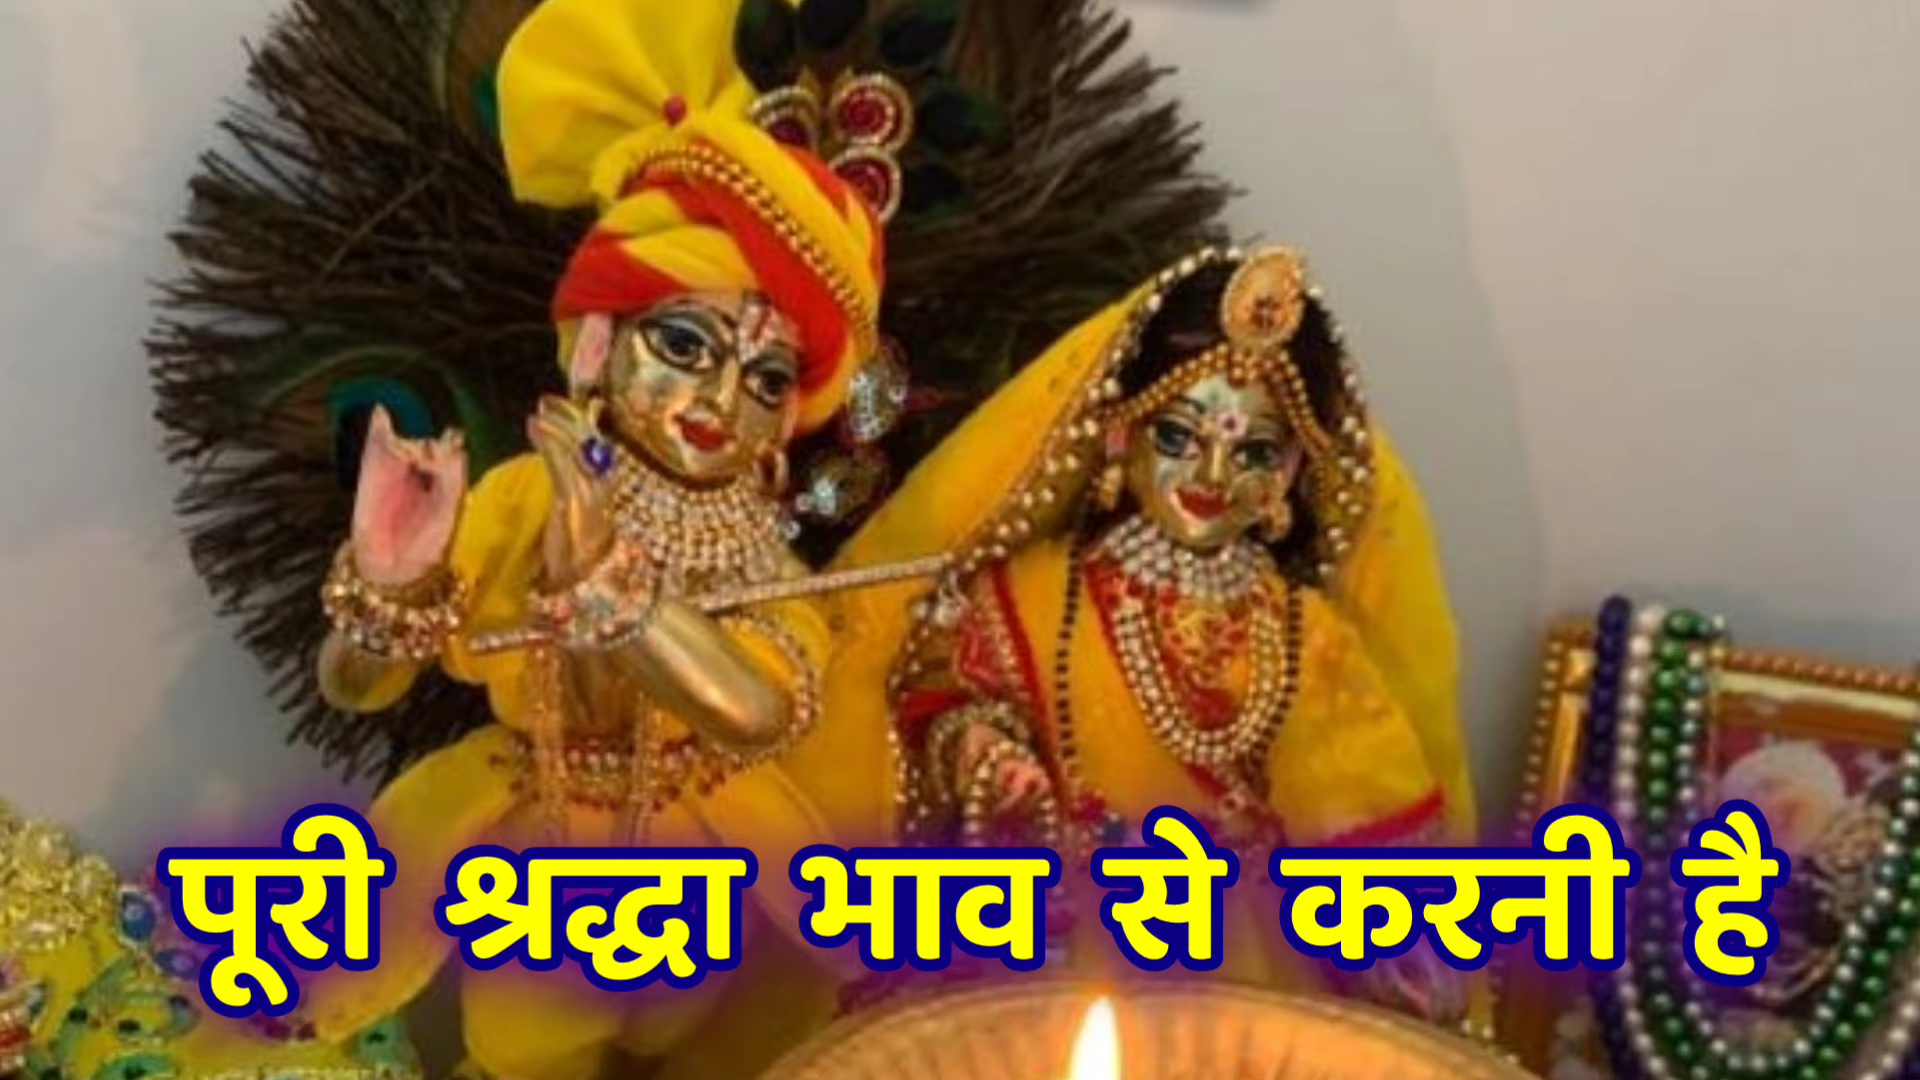 पूरी श्रद्धा भाव से करनी है